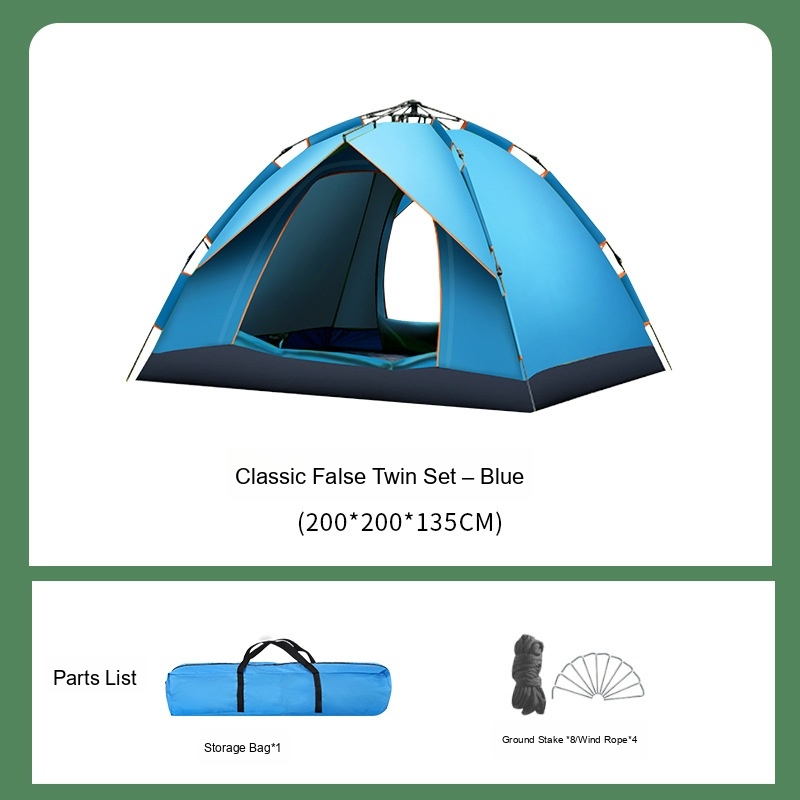 Classic False Twin Set – Blue
(200*200*135CM)
Parts List
Storage Bag*1
Ground Stake *8/Wind Rope*4